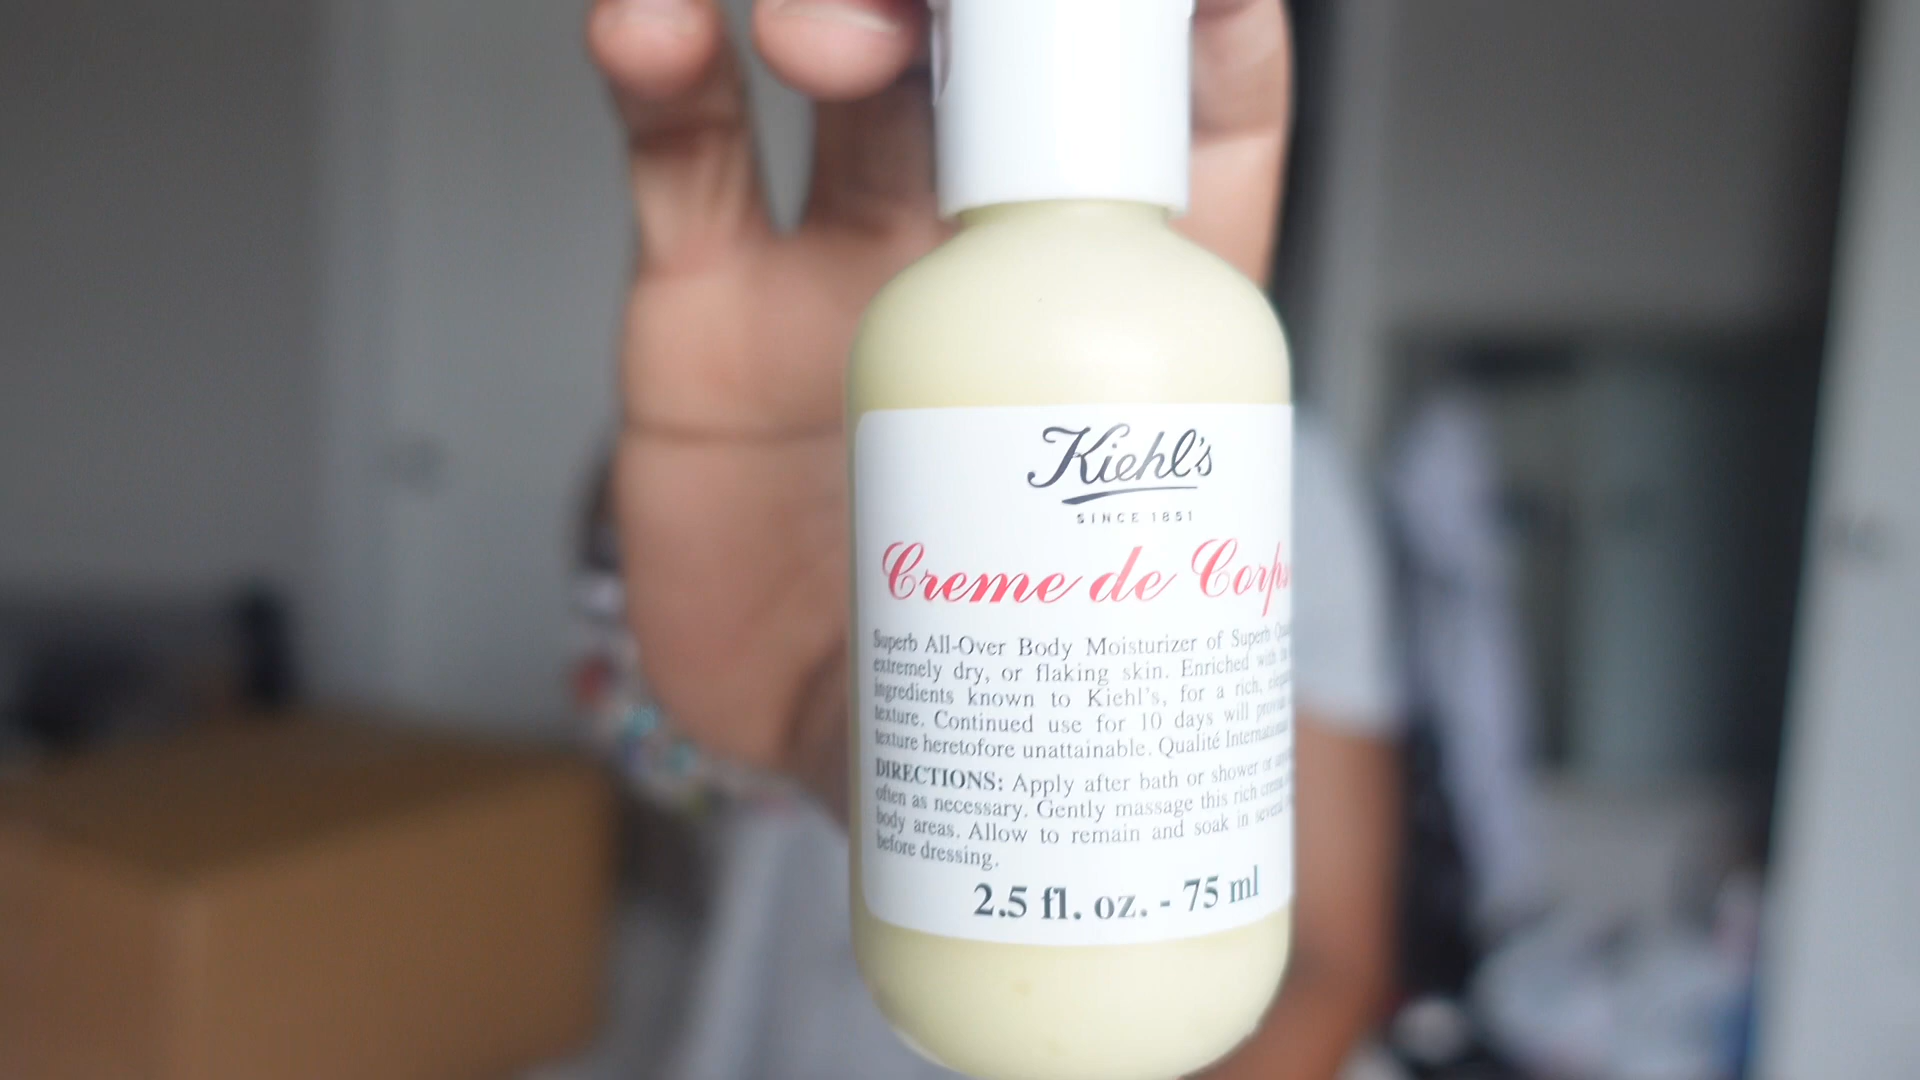 Kiehl's
SINCE 1851
Creme de Corps
Superb All-Over Body Moisturizer of Superb
extremely dry, or flaking skin. Enriched with
ingredients known to Kiehl's, for a rich,
texture. Continued use for 10 days will
texture heretofore unattainable. Qualité
DIRECTIONS: Apply after bath or shower or
often as necessary. Gently massage this rich
body areas. Allow to remain and soak in
before dressing.
2.5 fl. oz. - 75 ml